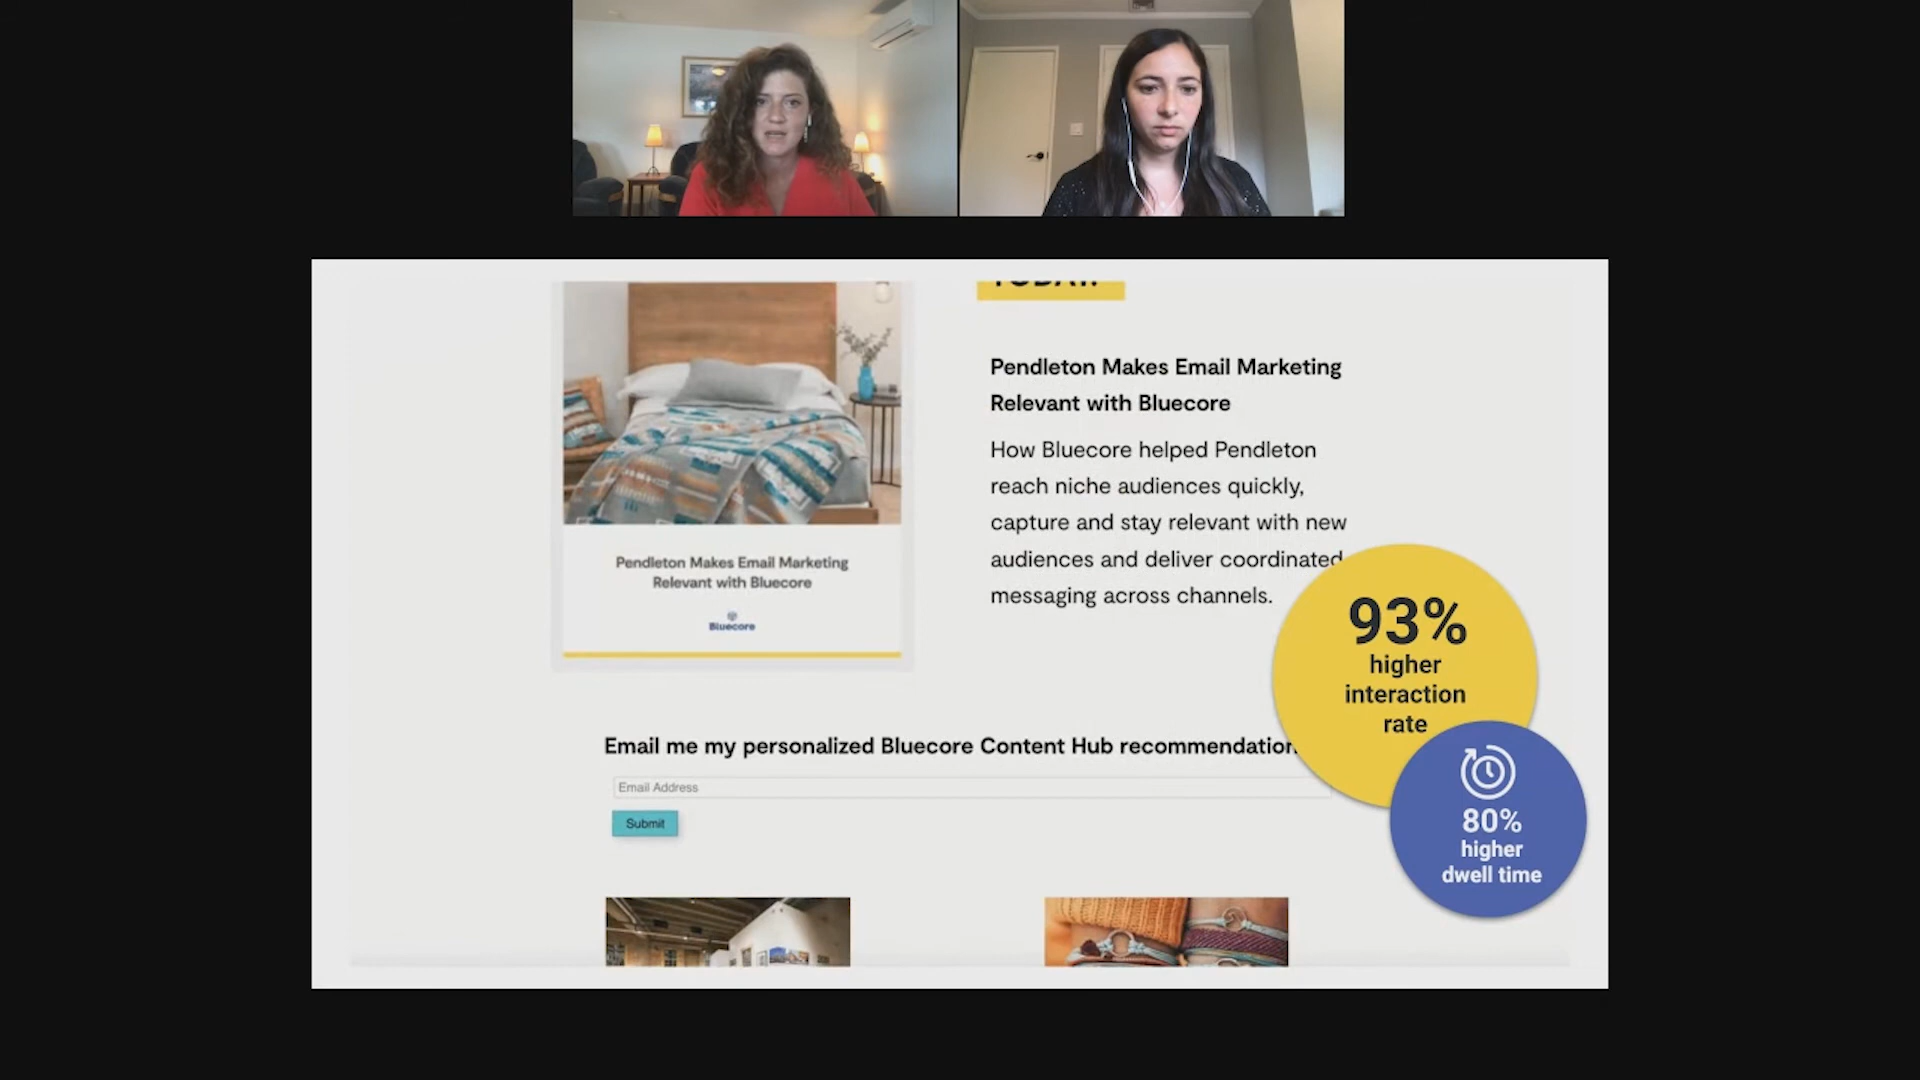 Pendleton Makes Email Marketing
Relevant with Bluecore
How Bluecore helped Pendleton
reach niche audiences quickly,
capture and stay relevant with new
audiences and deliver coordinated
messaging across channels.
Pendleton Makes Email Marketing
Relevant with Bluecore
Bluecore
93%
higher
interaction
rate
80%
higher
dwell time
Email me my personalized Bluecore Content Hub recommendation
Email Address
Submit